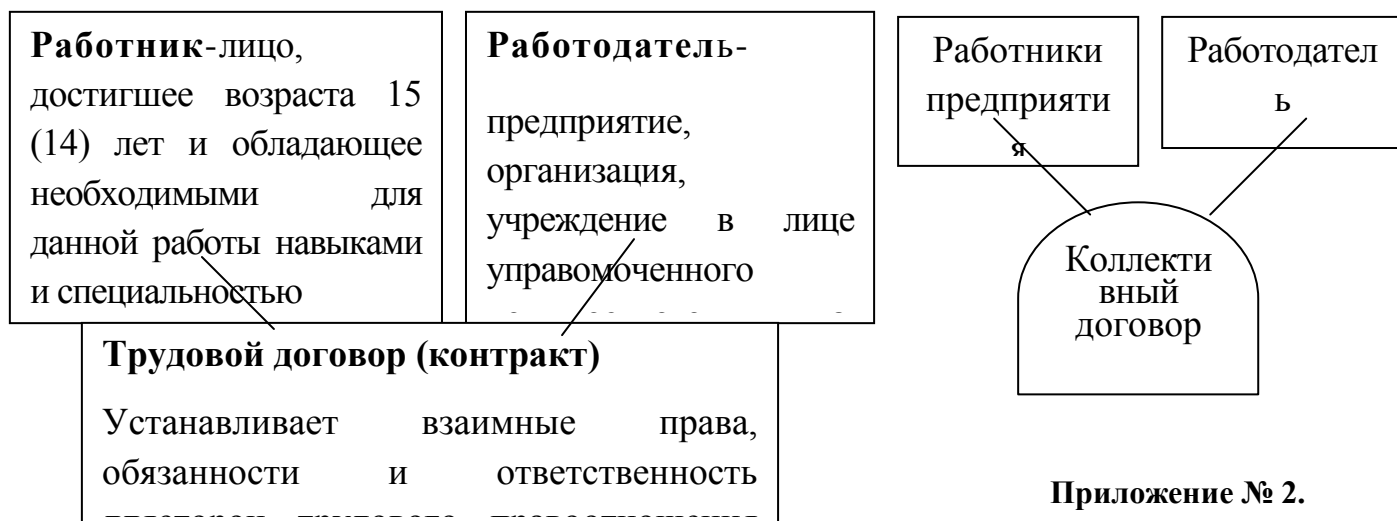 Работник-лицо,
достигшее возраста 15
(14) лет и обладающее
необходимыми для
данной работы навыками
и специальностью
Работодатель-
предприятие,
организация,
учреждение в лице
управомоченного
Трудовой договор (контракт)
Устанавливает взаимные права,
обязанности и ответственность
Работники
предприяти
я
Работодател
ь
Коллекти
вный
договор
Приложение № 2.